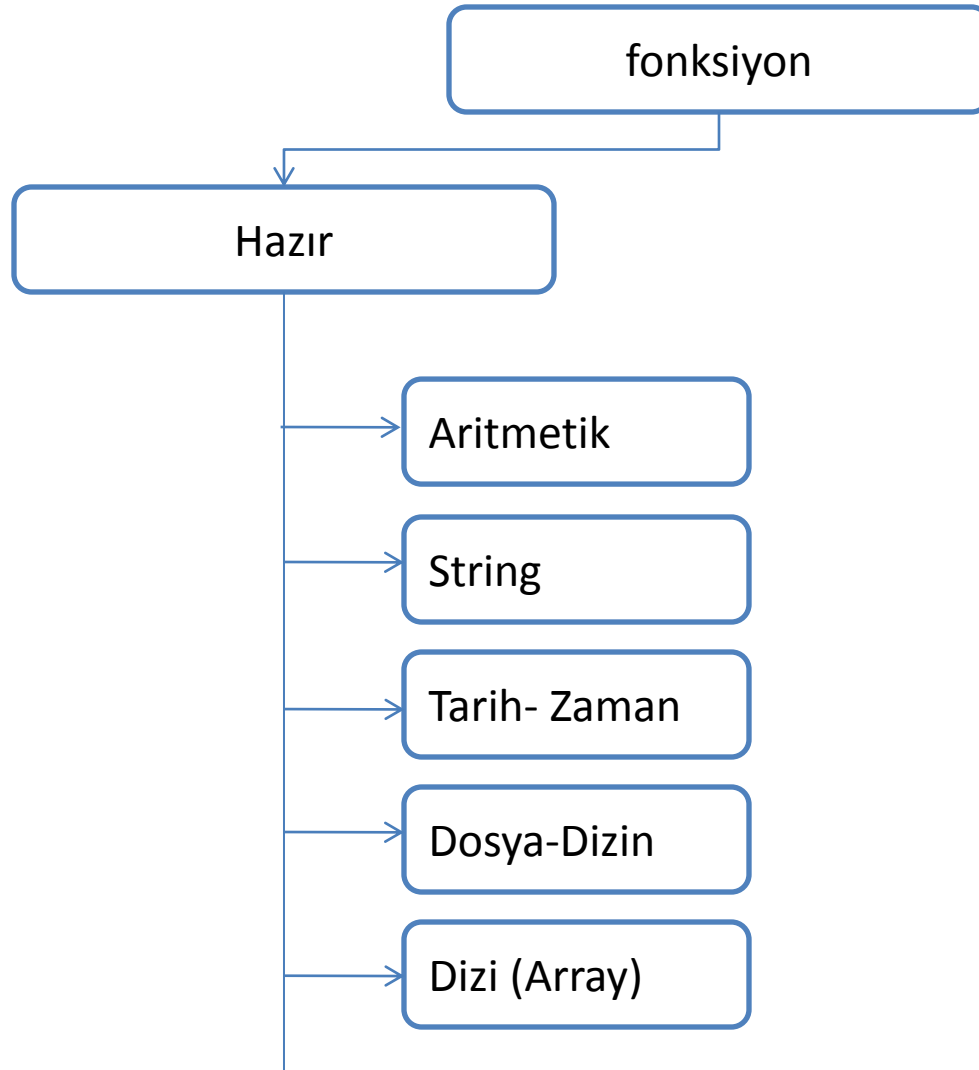 fonksiyon
Hazır
Aritmetik
String
Tarih- Zaman
Dosya-Dizin
Dizi (Array)